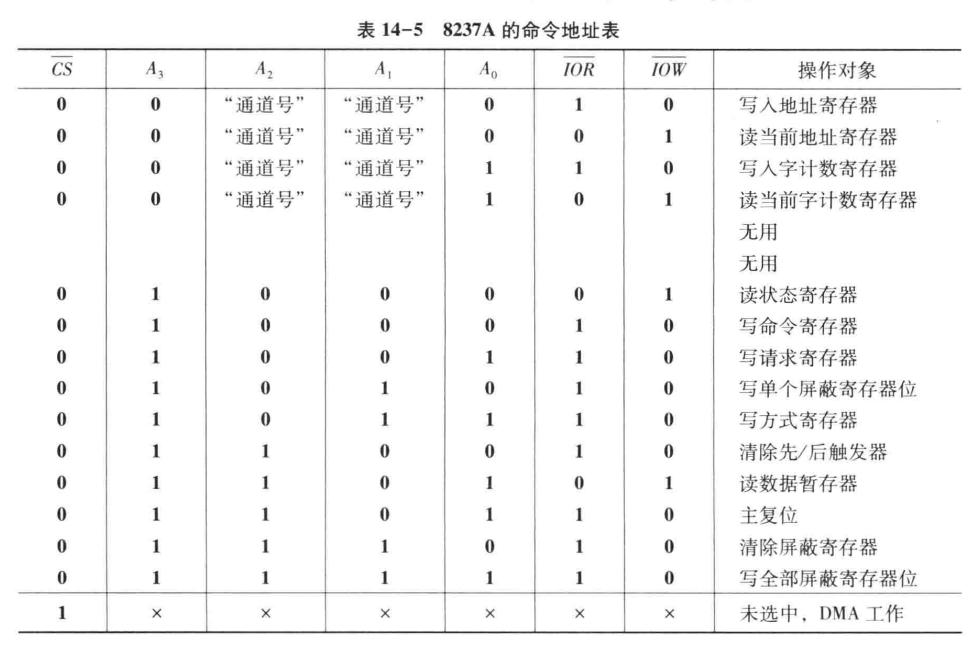 表 14-5 8237A 的命令地址表
CS A₃ A₂ A₁ A₀ IOR IOW 操作对象
0 0 “通道号” “通道号” 0 1 0 写入地址寄存器
0 0 “通道号” “通道号” 0 0 1 读当前地址寄存器
0 0 “通道号” “通道号” 1 1 0 写入字计数寄存器
0 0 “通道号” “通道号” 1 0 1 读当前字计数寄存器
无用
无用
0 1 0 0 0 0 1 读状态寄存器
0 1 0 0 0 1 0 写命令寄存器
0 1 0 0 1 1 0 写请求寄存器
0 1 0 1 0 1 0 写单个屏蔽寄存器位
0 1 0 1 1 1 0 写方式寄存器
0 1 1 0 0 1 0 清除先/后触发器
0 1 1 0 1 0 1 读数据暂存器
0 1 1 0 1 1 0 主复位
0 1 1 1 0 1 0 清除屏蔽寄存器
0 1 1 1 1 1 0 写全部屏蔽寄存器位
1 × × × × × × 未选中，DMA 工作